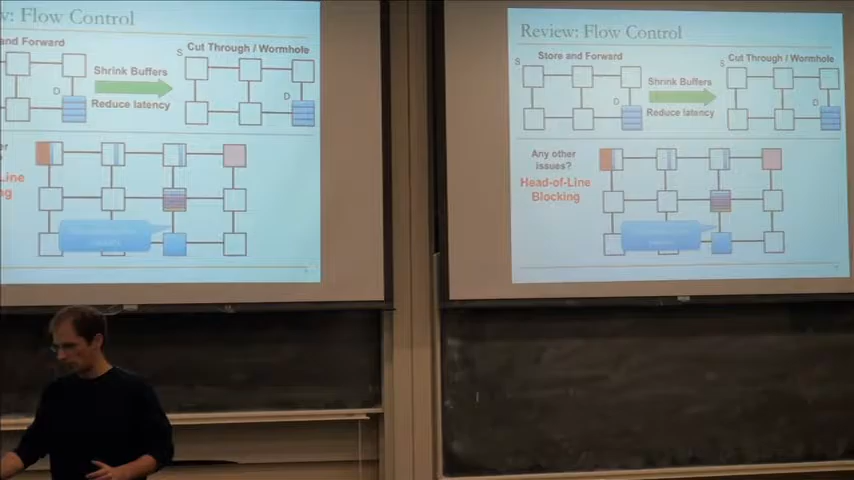 w: Flow Control
and Forward
S
Cut Through / Wormhole
Shrink Buffers
D
D
Reduce latency
er
?
Line
ng
Review: Flow Control
S
Store and Forward
S
Cut Through / Wormhole
Shrink Buffers
D
D
Reduce latency
Any other
issues?
Head-of-Line
Blocking